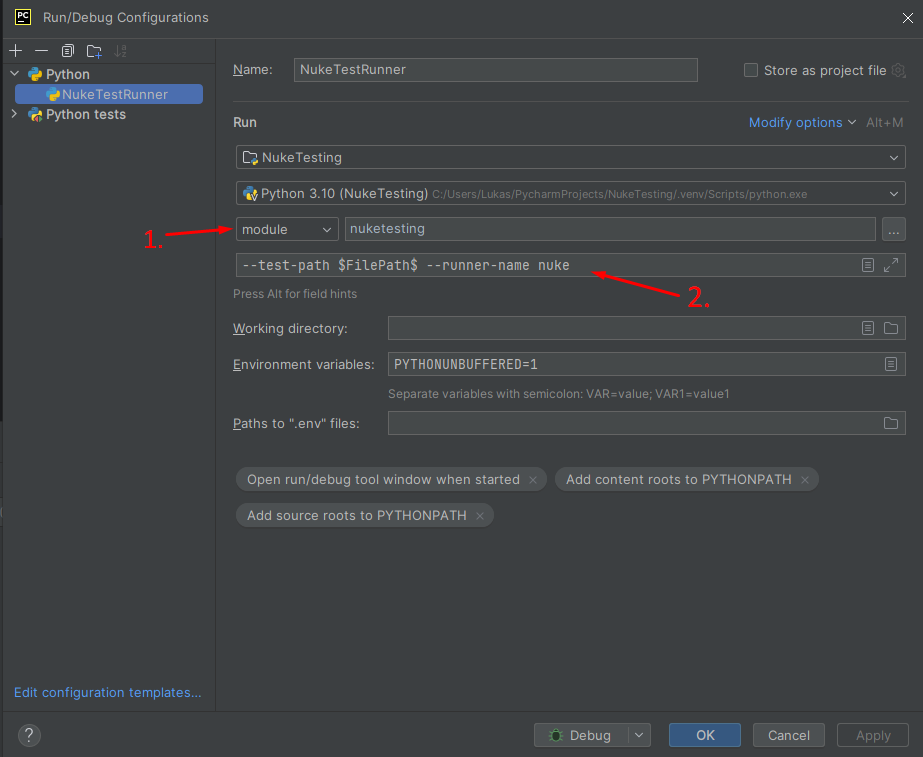 PC Run/Debug Configurations
Python
NukeTestRunner
Python tests
Name: NukeTestRunner Store as project file
Run Modify options Alt+M
NukeTesting
Python 3.10 (NukeTesting) C:/Users/Lukas/PycharmProjects/NukeTesting/.venv/Scripts/python.exe
1. module nuketesting ...
--test-path $FilePath$ --runner-name nuke
2.
Press Alt for field hints
Working directory:
Environment variables: PYTHONUNBUFFERED=1
Separate variables with semicolon: VAR=value; VAR1=value1
Paths to ".env" files:
Open run/debug tool window when started × Add content roots to PYTHONPATH ×
Add source roots to PYTHONPATH ×
Edit configuration templates...
? Debug OK Cancel Apply